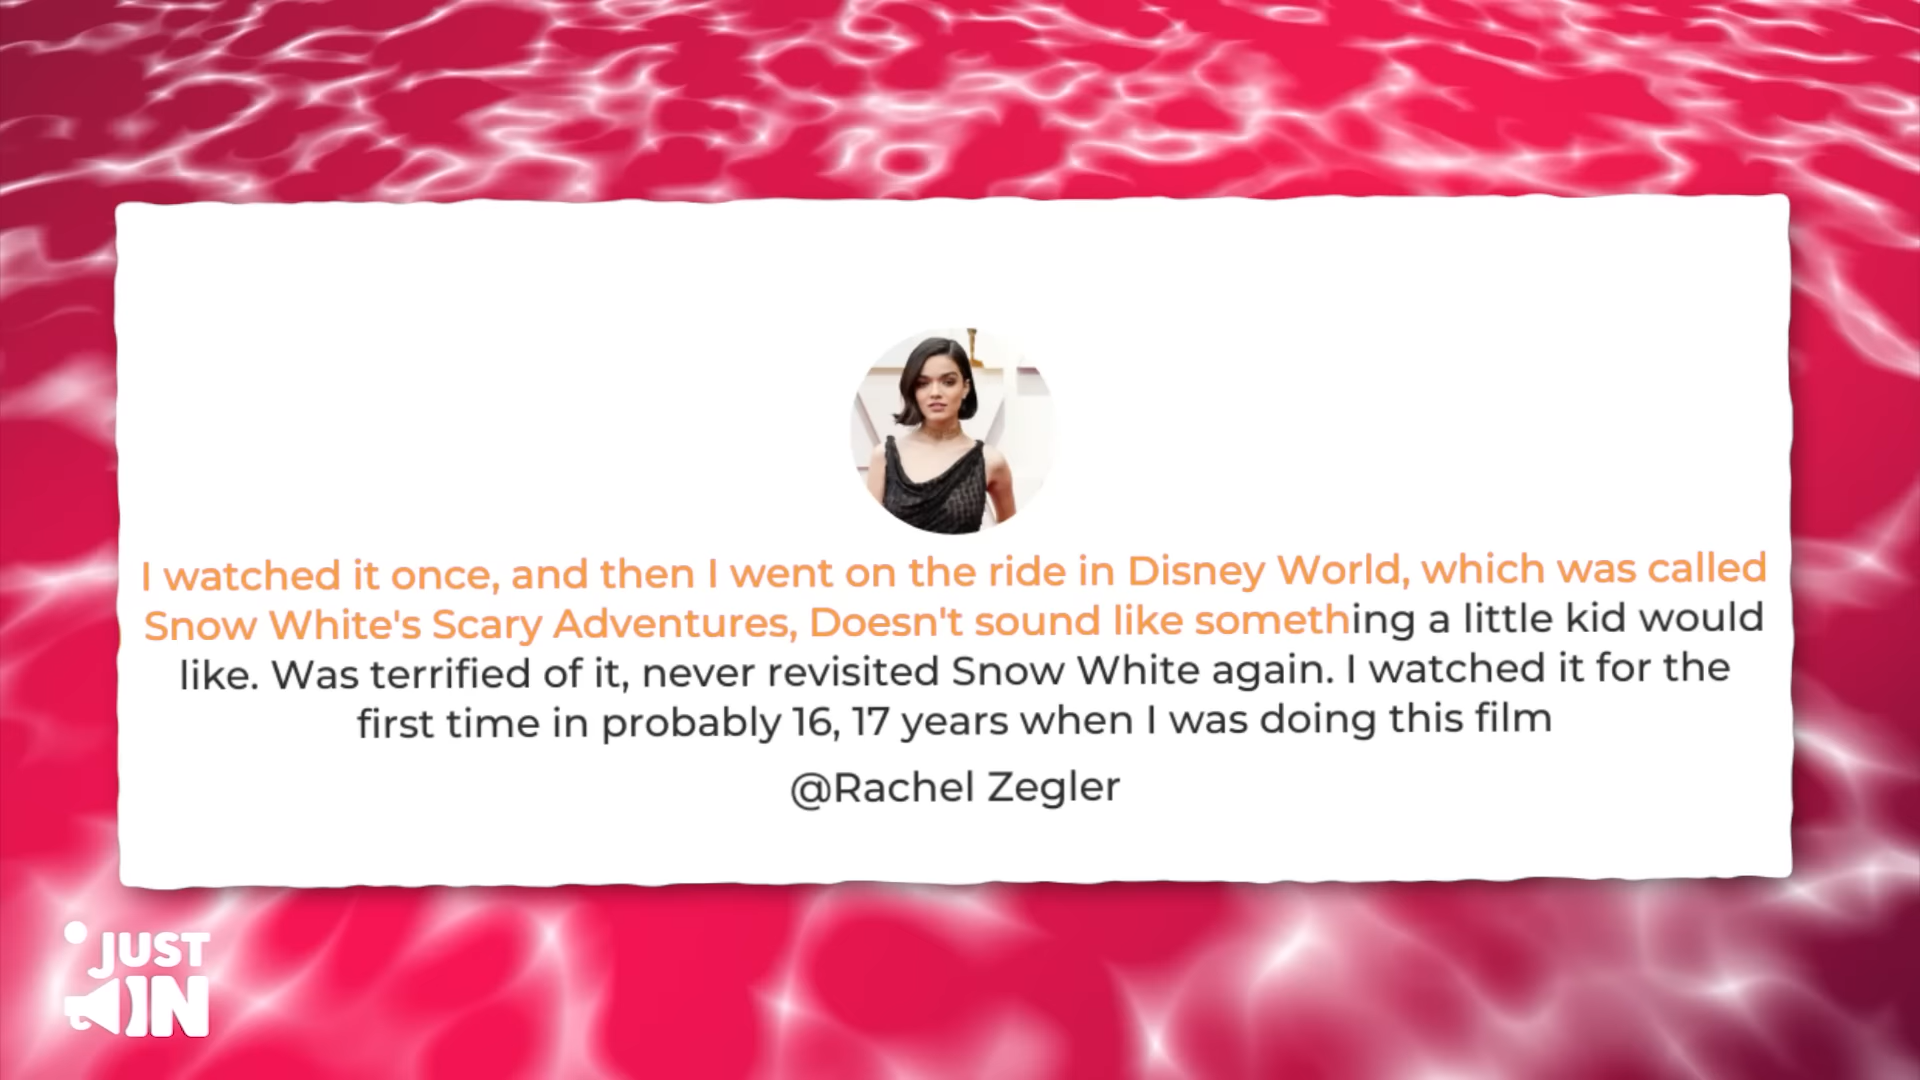 I watched it once, and then I went on the ride in Disney World, which was called
Snow White's Scary Adventures, Doesn't sound like something a little kid would
like. Was terrified of it, never revisited Snow White again. I watched it for the
first time in probably 16, 17 years when I was doing this film
@Rachel Zegler
JUST
IN